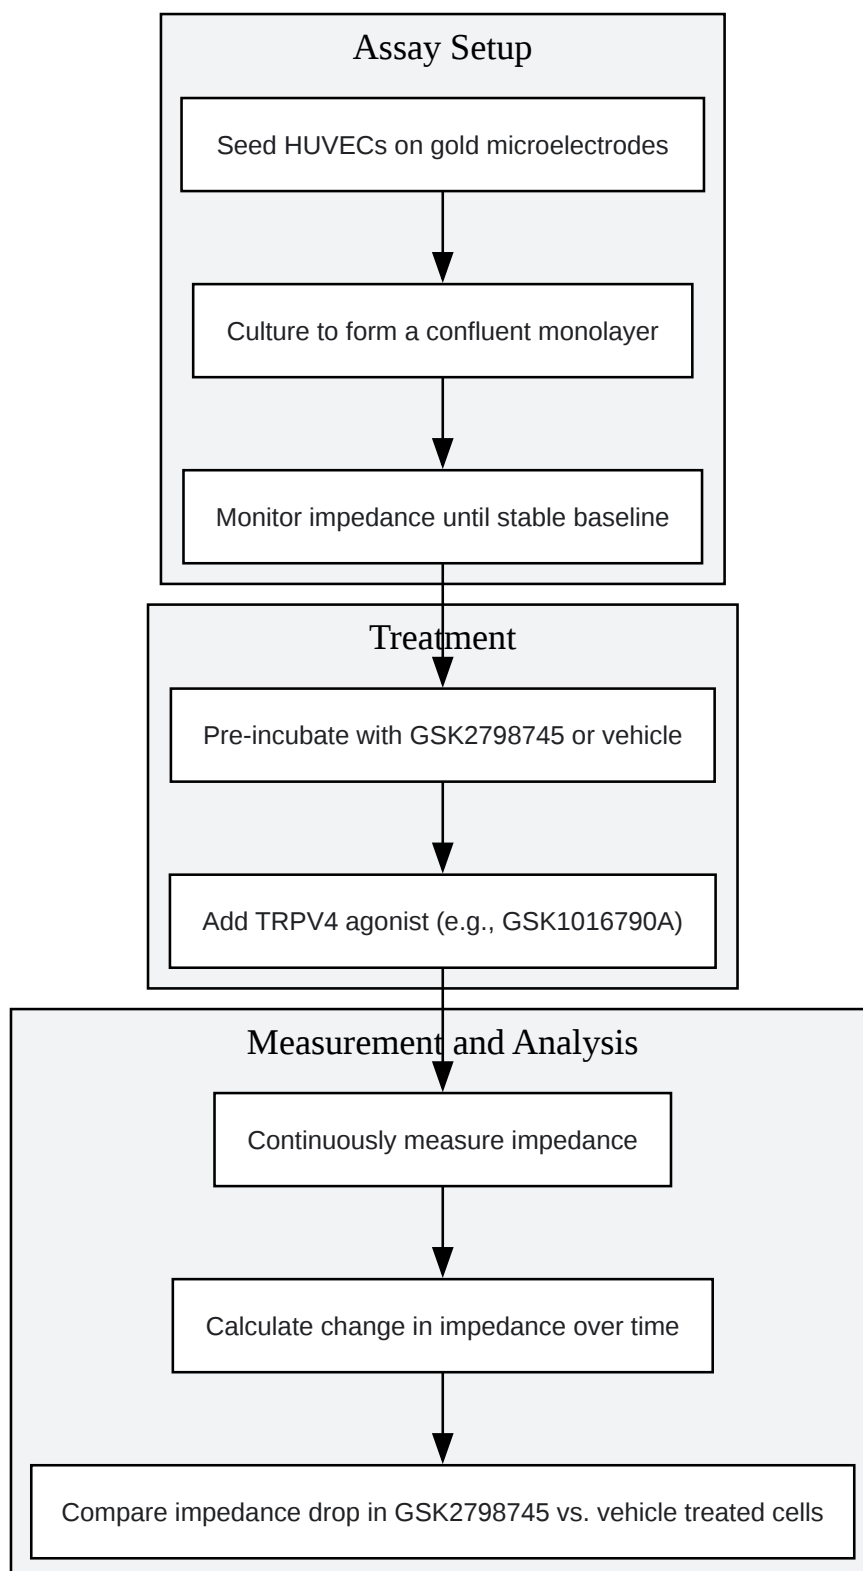 Assay Setup
Seed HUVECs on gold microelectrodes
Culture to form a confluent monolayer
Monitor impedance until stable baseline
Treatment
Pre-incubate with GSK2798745 or vehicle
Add TRPV4 agonist (e.g., GSK1016790A)
Measurement and Analysis
Continuously measure impedance
Calculate change in impedance over time
Compare impedance drop in GSK2798745 vs. vehicle treated cells